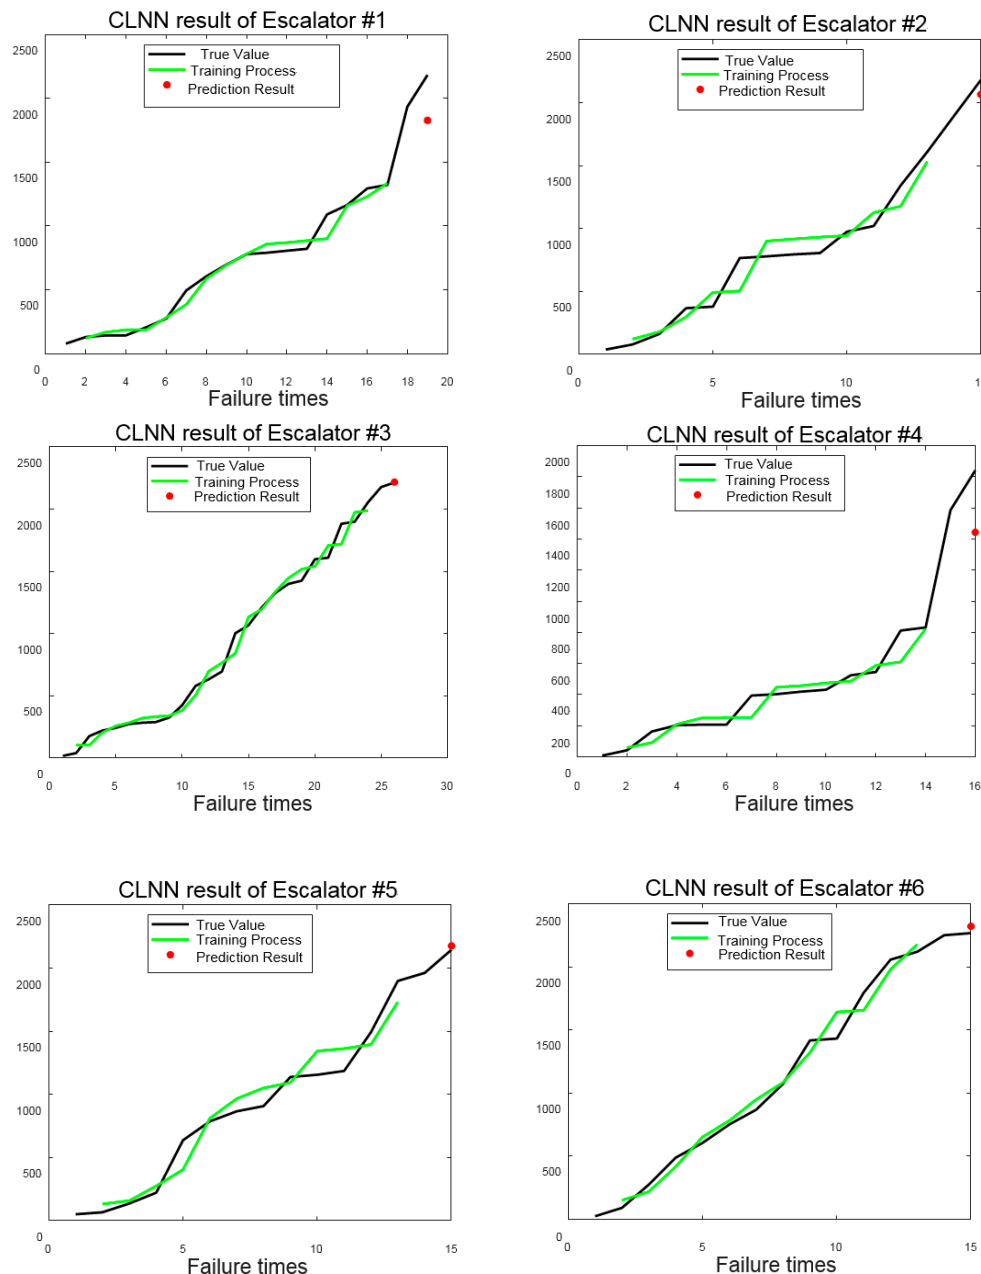 CLNN result of Escalator #1
2500
2000
1500
1000
500
0
True Value
Training Process
Prediction Result
0 2 4 6 8 10 12 14 16 18 20
Failure times
CLNN result of Escalator #2
2500
2000
1500
1000
500
0
True Value
Training Process
Prediction Result
5 10 1
Failure times
CLNN result of Escalator #3
2500
2000
1500
1000
500
0
True Value
Training Process
Prediction Result
0 5 10 15 20 25 30
Failure times
CLNN result of Escalator #4
2000
1800
1600
1400
1200
1000
800
600
400
200
0
True Value
Training Process
Prediction Result
0 2 4 6 8 10 12 14 16
Failure times
CLNN result of Escalator #5
2500
2000
1500
1000
500
0
True Value
Training Process
Prediction Result
0 5 10 15
Failure times
CLNN result of Escalator #6
2500
2000
1500
1000
500
0
True Value
Training Process
Prediction Result
0 5 10 15
Failure times